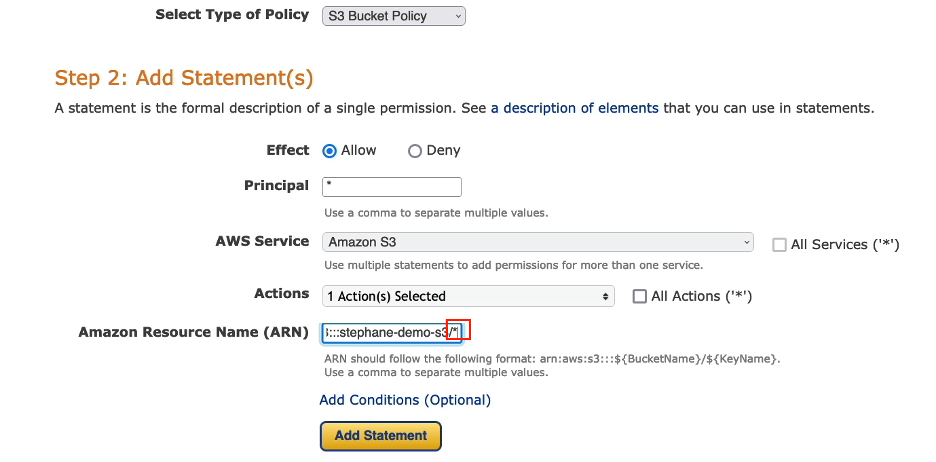 Select Type of Policy S3 Bucket Policy
Step 2: Add Statement(s)
A statement is the formal description of a single permission. See a description of elements that you can use in statements.
Effect Allow Deny
Principal *
Use a comma to separate multiple values.
AWS Service Amazon S3 All Services ('*')
Use multiple statements to add permissions for more than one service.
Actions 1 Action(s) Selected All Actions ('*')
Amazon Resource Name (ARN) :::stephane-demo-s3/*
ARN should follow the following format: arn:aws:s3:::${BucketName}/${KeyName}.
Use a comma to separate multiple values.
Add Conditions (Optional)
Add Statement